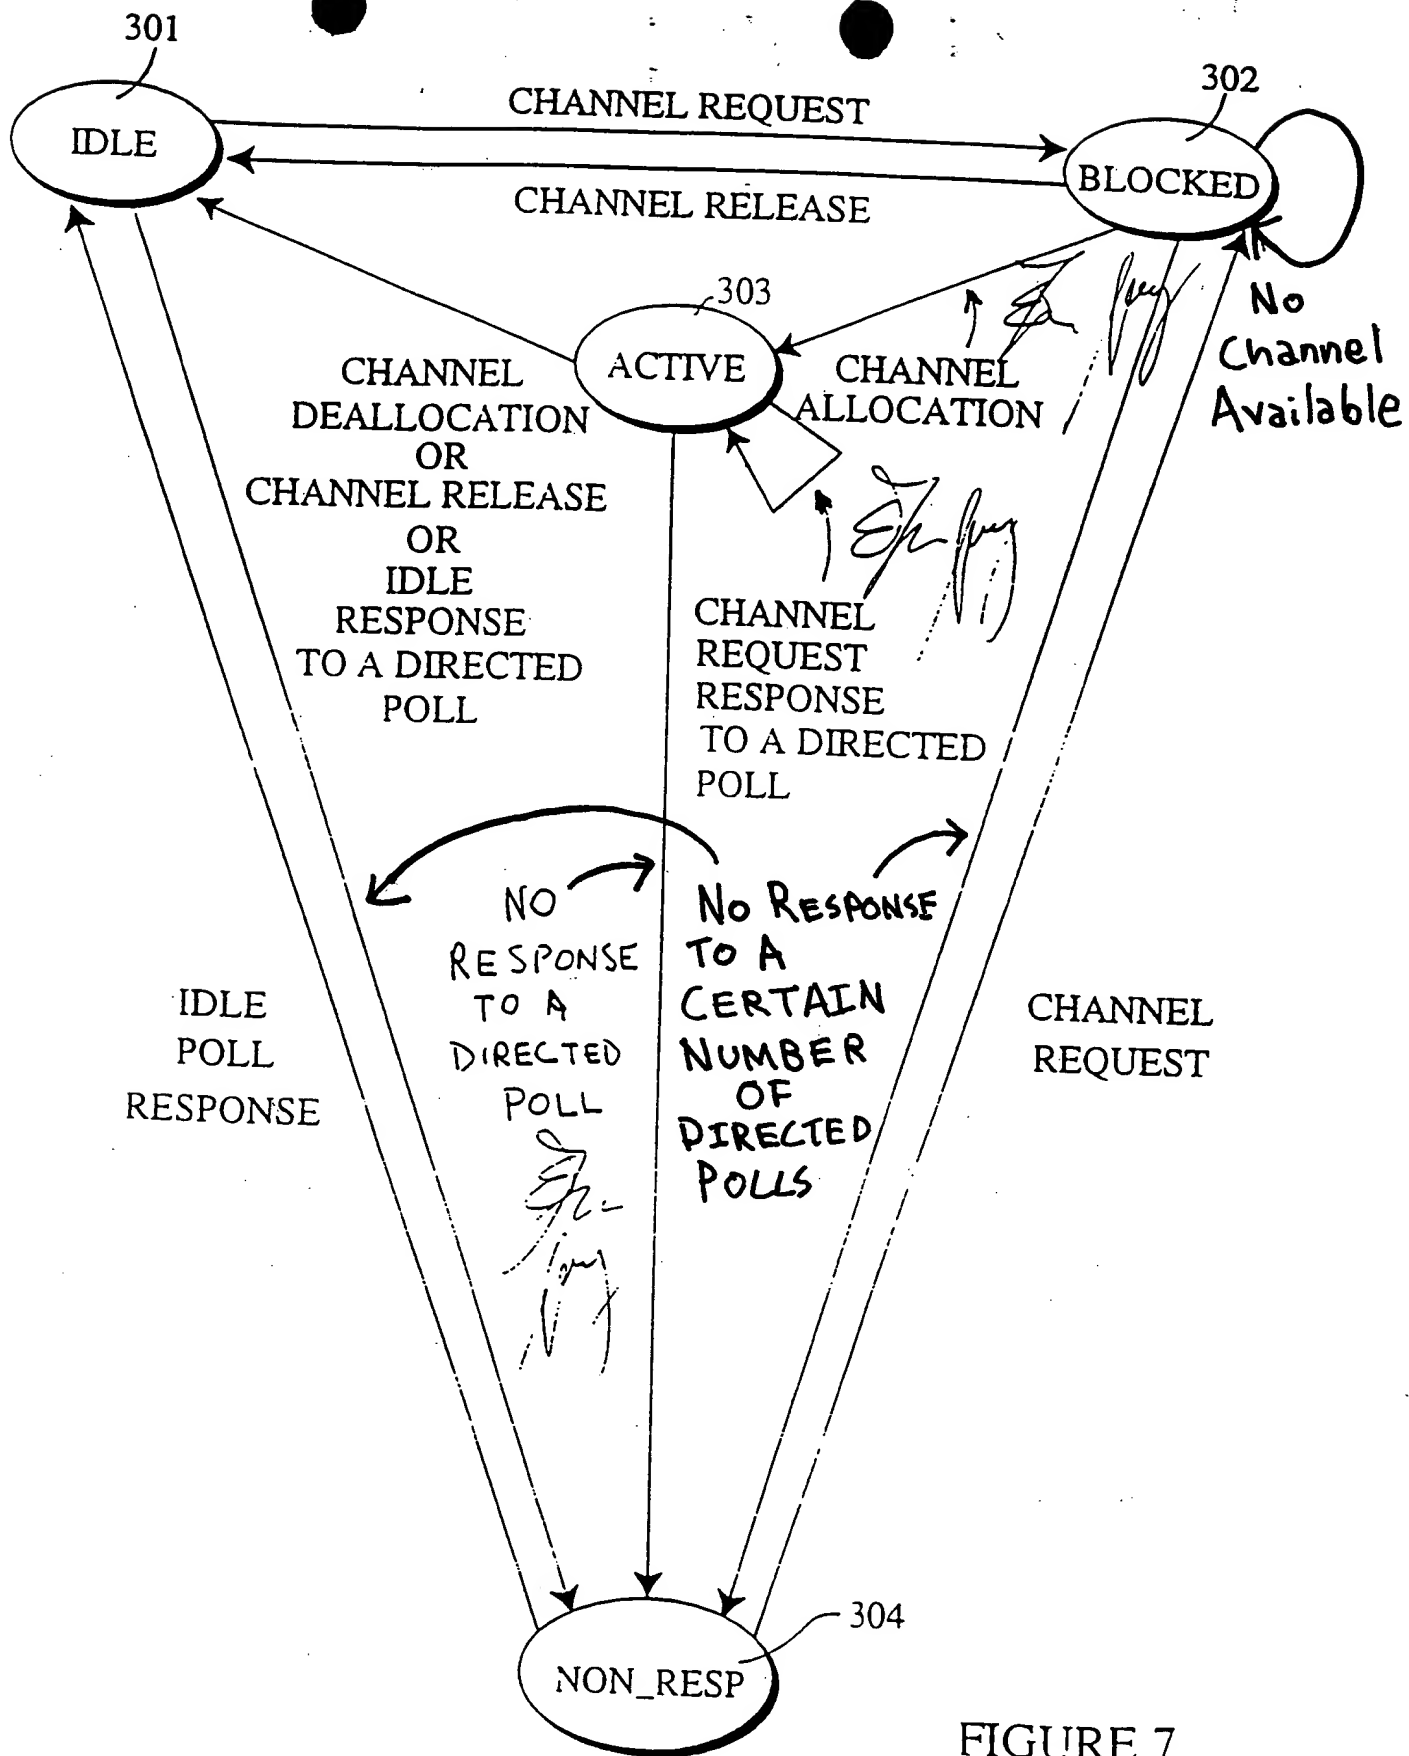 301
302
IDLE
CHANNEL REQUEST
BLOCKED
CHANNEL RELEASE
303
ACTIVE
No
Channel
Available
CHANNEL
ALLOCATION
CHANNEL
DEALLOCATION
OR
CHANNEL RELEASE
OR
IDLE
RESPONSE
TO A DIRECTED
POLL
CHANNEL
REQUEST
RESPONSE
TO A DIRECTED
POLL
NO
RESPONSE
TO A
DIRECTED
POLL
NO RESPONSE
TO A
CERTAIN
NUMBER
OF
DIRECTED
POLLS
IDLE
POLL
RESPONSE
CHANNEL
REQUEST
304
NON_RESP
FIGURE 7